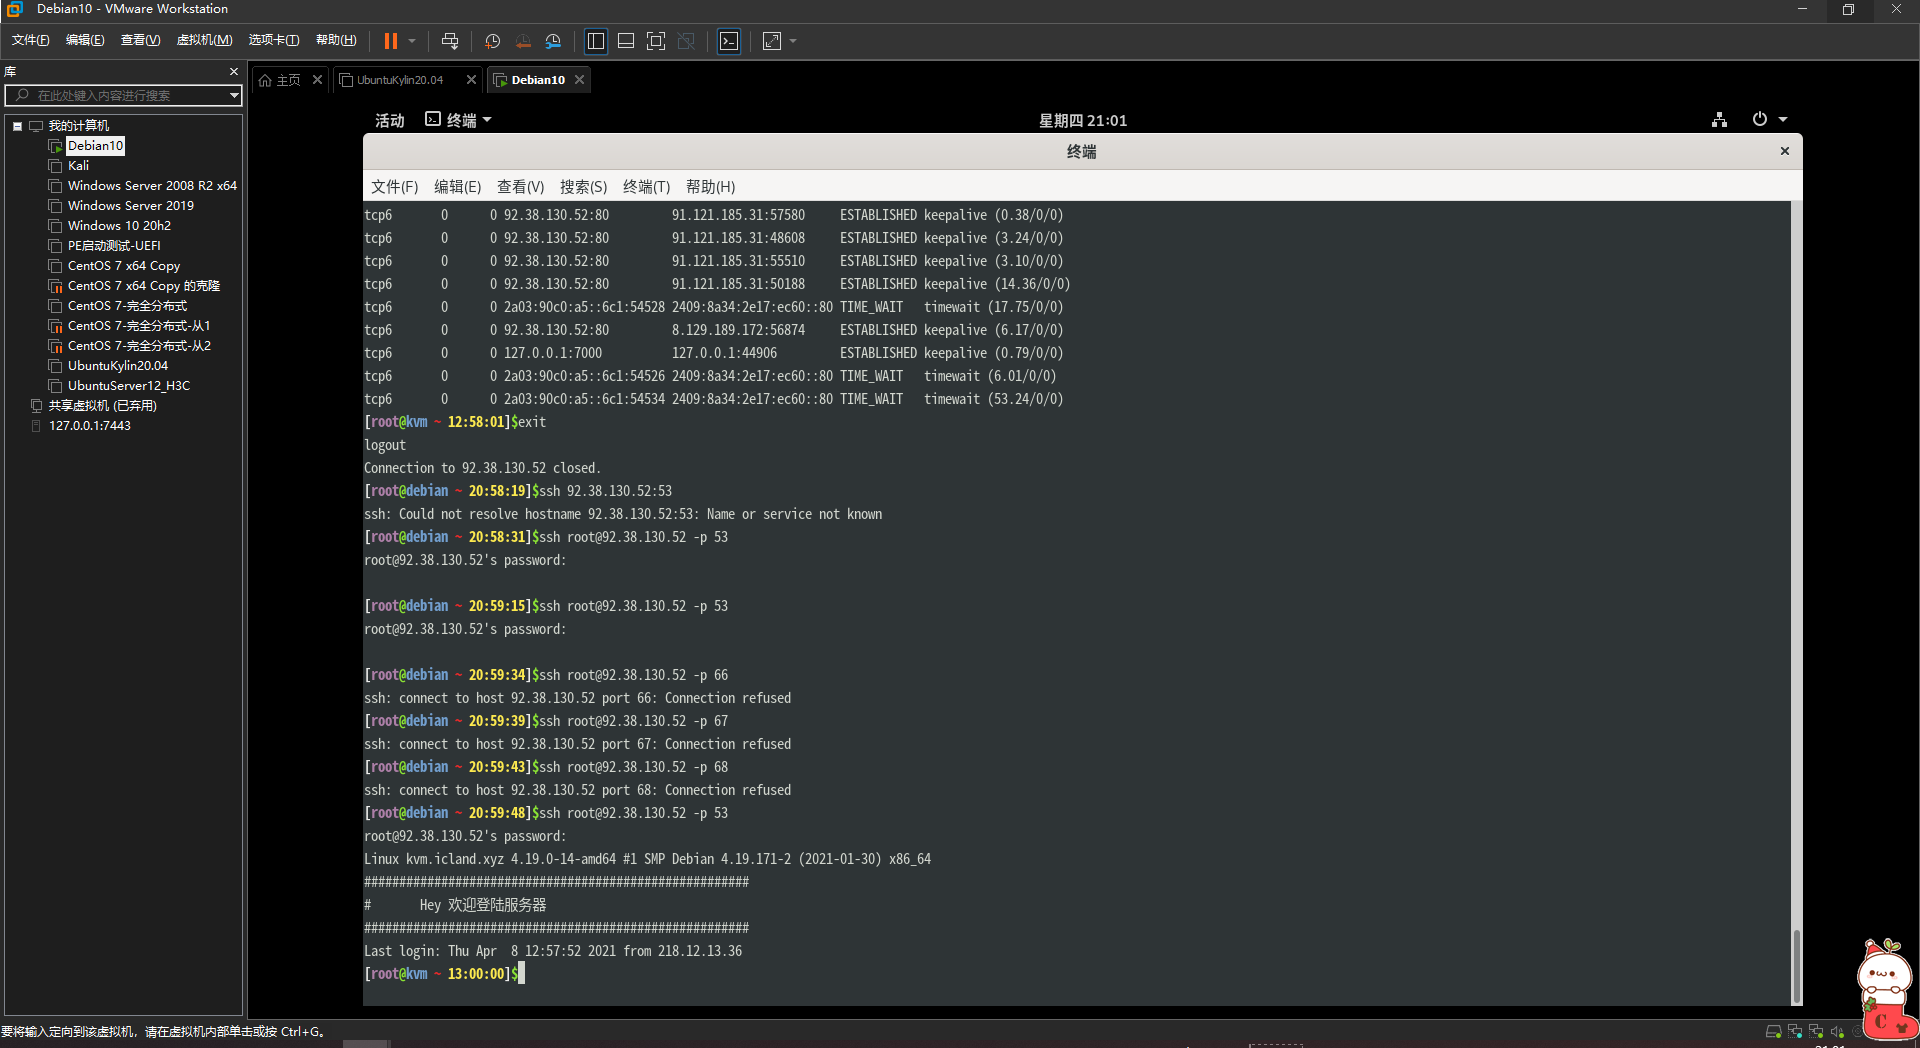 Debian10 - VMware Workstation
文件(F) 编辑(E) 查看(V) 虚拟机(M) 选项卡(T) 帮助(H)
库
在此处键入内容进行搜索
我的计算机
Debian10
Kali
Windows Server 2008 R2 x64
Windows Server 2019
Windows 10 20h2
PE启动测试-UEFI
CentOS 7 x64 Copy
CentOS 7 x64 Copy 的克隆
CentOS 7-完全分布式
CentOS 7-完全分布式-从1
CentOS 7-完全分布式-从2
UbuntuKylin20.04
UbuntuServer12_H3C
共享虚拟机 (已弃用)
127.0.0.1:7443
主页 UbuntuKylin20.04 Debian10
活动 终端 星期四 21:01
终端
文件(F) 编辑(E) 查看(V) 搜索(S) 终端(T) 帮助(H)
tcp6 0 0 92.38.130.52:80 91.121.185.31:57580 ESTABLISHED keepalive (0.38/0/0)
tcp6 0 0 92.38.130.52:80 91.121.185.31:48608 ESTABLISHED keepalive (3.24/0/0)
tcp6 0 0 92.38.130.52:80 91.121.185.31:55510 ESTABLISHED keepalive (3.10/0/0)
tcp6 0 0 92.38.130.52:80 91.121.185.31:50188 ESTABLISHED keepalive (14.36/0/0)
tcp6 0 0 2a03:90c0:a5::6c1:54528 2409:8a34:2e17:ec60::80 TIME_WAIT timewait (17.75/0/0)
tcp6 0 0 92.38.130.52:80 8.129.189.172:56874 ESTABLISHED keepalive (6.17/0/0)
tcp6 0 0 127.0.0.1:7000 127.0.0.1:44906 ESTABLISHED keepalive (0.79/0/0)
tcp6 0 0 2a03:90c0:a5::6c1:54526 2409:8a34:2e17:ec60::80 TIME_WAIT timewait (6.01/0/0)
tcp6 0 0 2a03:90c0:a5::6c1:54534 2409:8a34:2e17:ec60::80 TIME_WAIT timewait (53.24/0/0)
[root@kvm ~ 12:58:01]$exit
logout
Connection to 92.38.130.52 closed.
[root@debian ~ 20:58:19]$ssh 92.38.130.52:53
ssh: Could not resolve hostname 92.38.130.52:53: Name or service not known
[root@debian ~ 20:58:31]$ssh root@92.38.130.52 -p 53
root@92.38.130.52's password:
[root@debian ~ 20:59:15]$ssh root@92.38.130.52 -p 53
root@92.38.130.52's password:
[root@debian ~ 20:59:34]$ssh root@92.38.130.52 -p 66
ssh: connect to host 92.38.130.52 port 66: Connection refused
[root@debian ~ 20:59:39]$ssh root@92.38.130.52 -p 67
ssh: connect to host 92.38.130.52 port 67: Connection refused
[root@debian ~ 20:59:43]$ssh root@92.38.130.52 -p 68
ssh: connect to host 92.38.130.52 port 68: Connection refused
[root@debian ~ 20:59:48]$ssh root@92.38.130.52 -p 53
root@92.38.130.52's password:
Linux kvm.icland.xyz 4.19.0-14-amd64 #1 SMP Debian 4.19.171-2 (2021-01-30) x86_64
#######################################################
# Hey 欢迎登陆服务器
#######################################################
Last login: Thu Apr 8 12:57:52 2021 from 218.12.13.36
[root@kvm ~ 13:00:00]$
C
要将输入定向到该虚拟机，请在虚拟机内部单击或按 Ctrl+G。